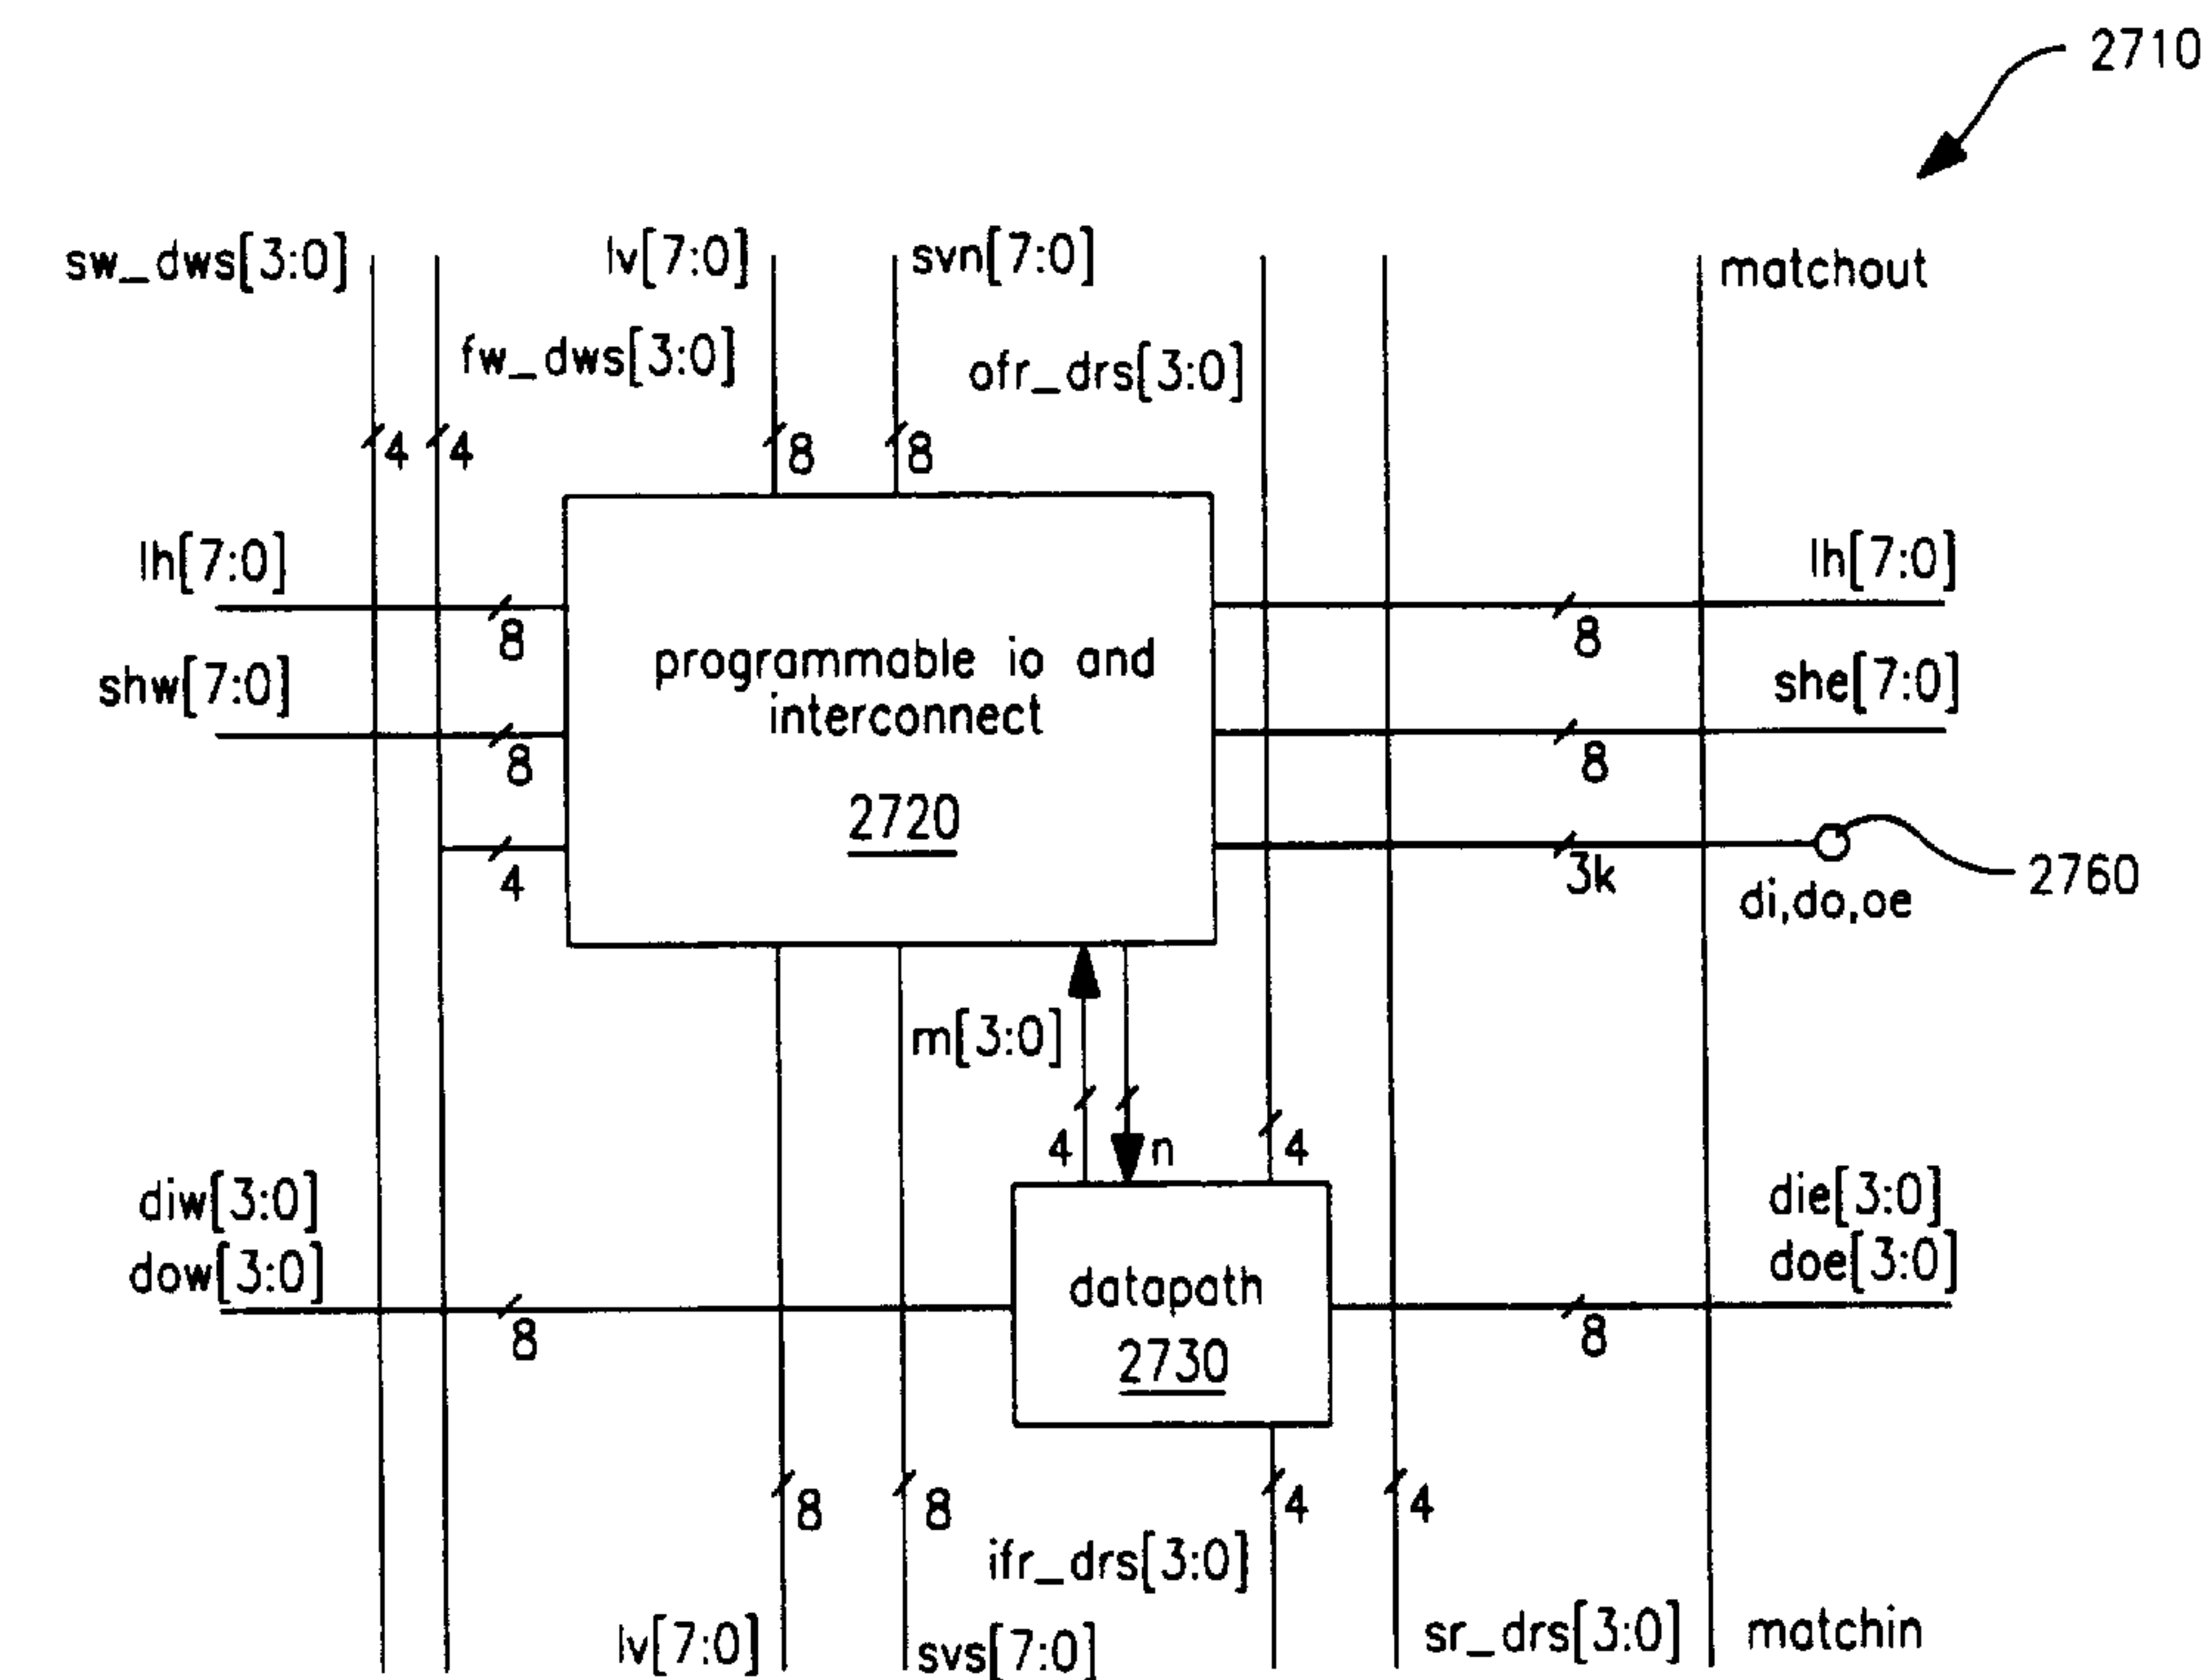 2710
sw_dws[3:0]
lv[7:0]
svn[7:0]
matchout
fw_dws[3:0]
ofr_drs[3:0]
4
4
8
8
lh[7:0]
lh[7:0]
8
8
programmable io and
interconnect
shw[7:0]
she[7:0]
8
8
2720
4
3k
2760
di,do,oe
m[3:0]
4
n
4
diw[3:0]
die[3:0]
dow[3:0]
doe[3:0]
datapath
8
8
2730
8
8
4
4
ifr_drs[3:0]
lv[7:0]
svs[7:0]
sr_drs[3:0]
matchin